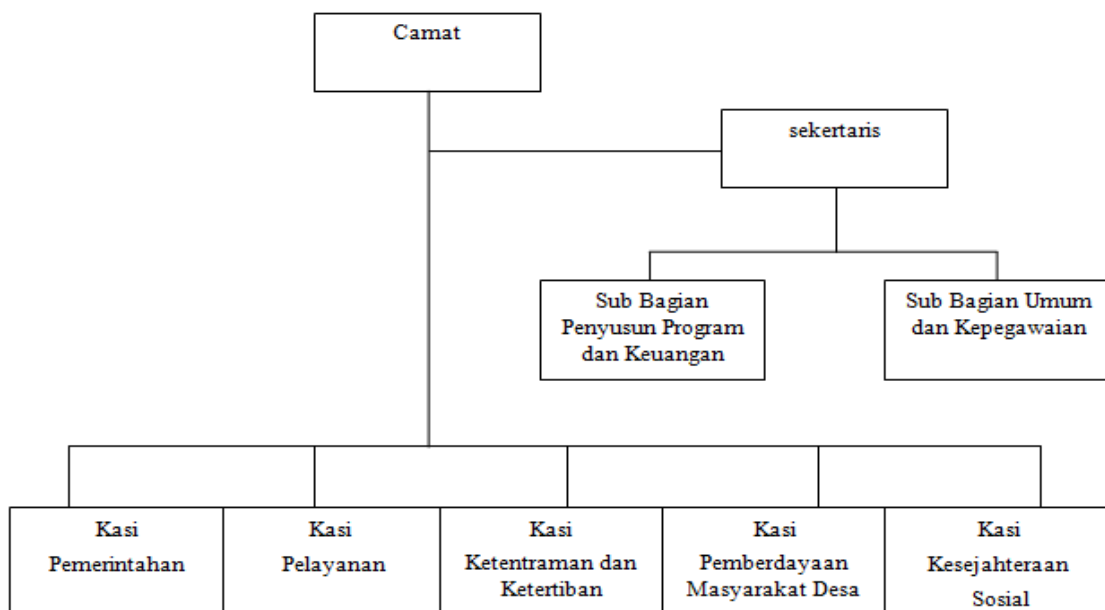 Camat
sekertaris
Sub Bagian
Penyusun Program
dan Keuangan
Sub Bagian Umum
dan Kepegawaian
Kasi
Pemerintahan
Kasi
Pelayanan
Kasi
Ketentraman dan
Ketertiban
Kasi
Pemberdayaan
Masyarakat Desa
Kasi
Kesejahteraan
Sosial